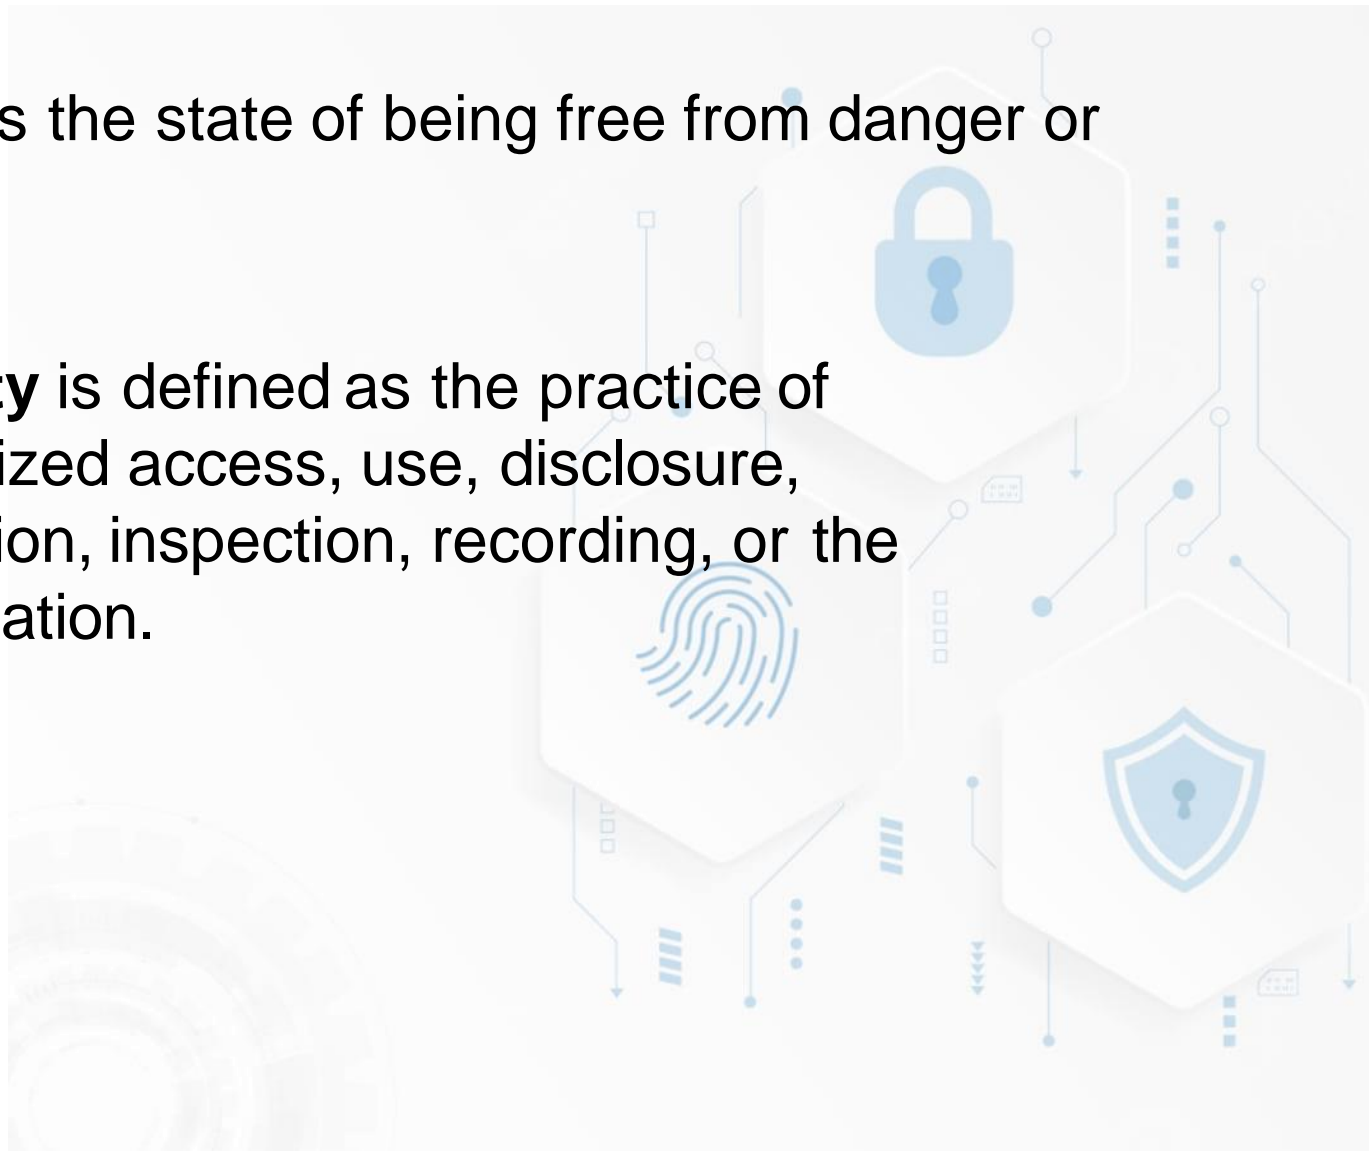 s the state of being free from danger or
ty is defined as the practice of
ized access, use, disclosure,
ion, inspection, recording, or the
ation.